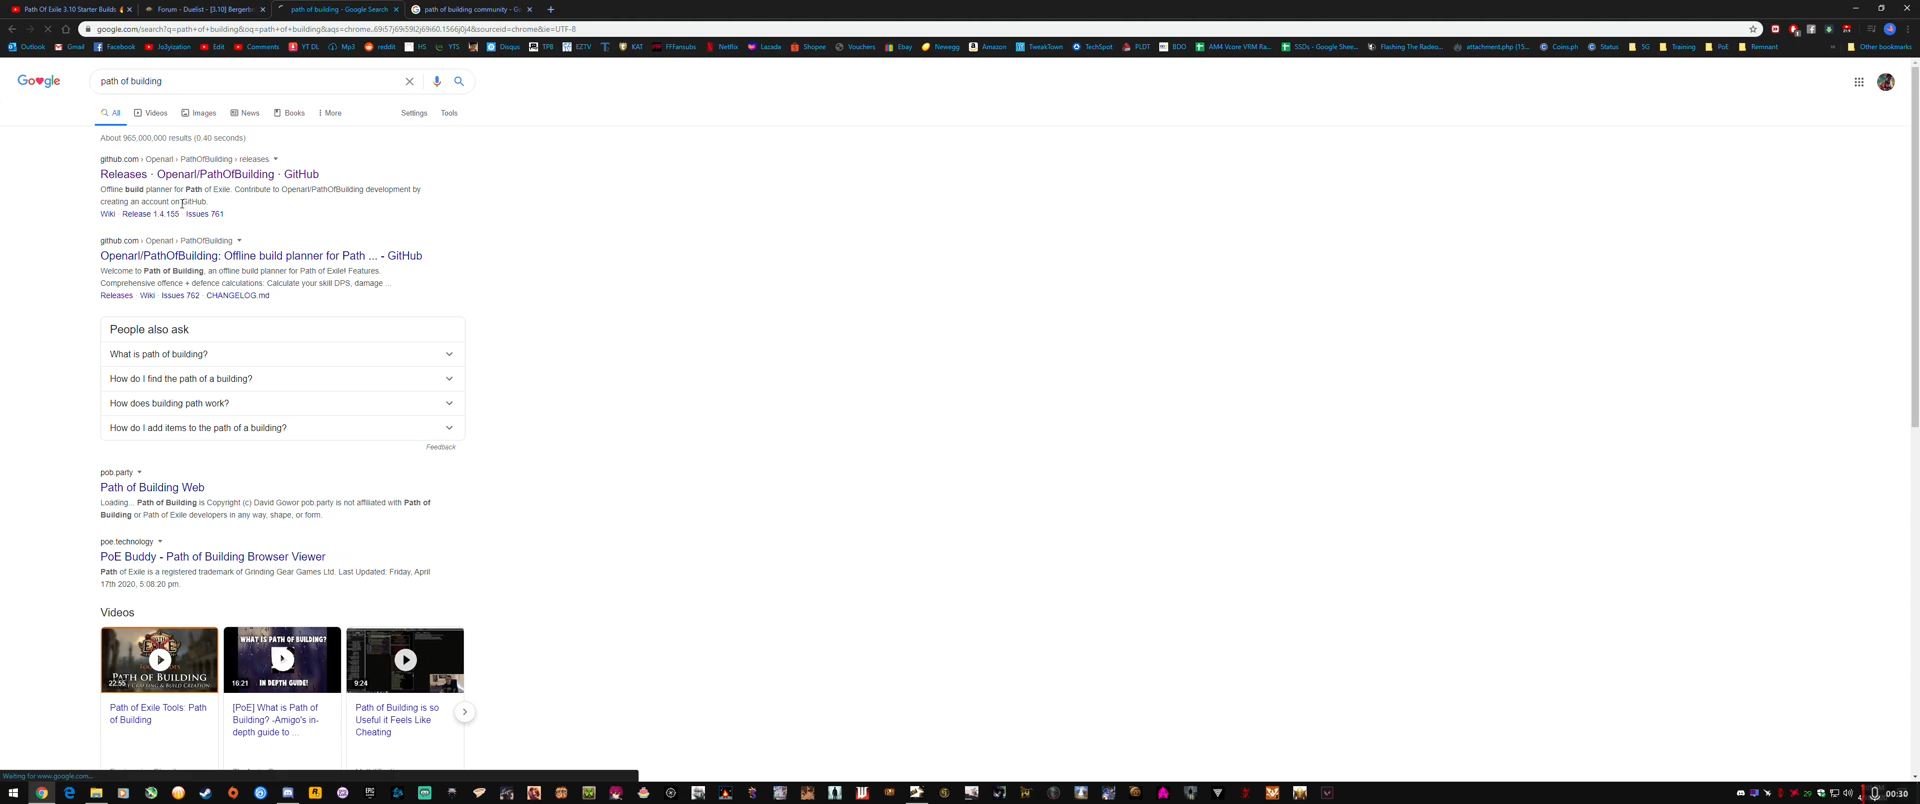 Path Of Exile 3.10 Starter Builds
Forum - Duelist - [3.10] Bergerb
path of building - Google Search
path of building community - Go
google.com/search?q=path+of+building&oq=path+of+building&aqs=chrome..69i57j69i59l2j69i60.1566j0j4&sourceid=chrome&ie=UTF-8
Outlook Gmail Facebook Jo3yization Edit Comments YT DL Mp3 reddit HS YTS Disqus TPB EZTV KAT FFFansubs Netflix Lazada Shopee Vouchers Ebay Newegg Amazon TweakTown TechSpot PLDT BDO AM4 Vcore VRM Ra... SSDs - Google Shee... Flashing The Radeo... attachment.php (15... Coins.ph Status 5G Training PoE Remnant Other bookmarks
path of building
All Videos Images News Books More Settings Tools
About 965,000,000 results (0.40 seconds)
github.com › Openarl › PathOfBuilding › releases
Releases · Openarl/PathOfBuilding · GitHub
Offline build planner for Path of Exile. Contribute to Openarl/PathOfBuilding development by
creating an account on GitHub.
Wiki · Release 1.4.155 · Issues 761
github.com › Openarl › PathOfBuilding
Openarl/PathOfBuilding: Offline build planner for Path ... - GitHub
Welcome to Path of Building, an offline build planner for Path of Exile! Features.
Comprehensive offence + defence calculations: Calculate your skill DPS, damage ...
Releases · Wiki · Issues 762 · CHANGELOG.md
People also ask
What is path of building?
How do I find the path of a building?
How does building path work?
How do I add items to the path of a building?
Feedback
pob.party
Path of Building Web
Loading... Path of Building is Copyright (c) David Gowor pob.party is not affiliated with Path of
Building or Path of Exile developers in any way, shape, or form.
poe.technology
PoE Buddy - Path of Building Browser Viewer
Path of Exile is a registered trademark of Grinding Gear Games Ltd. Last Updated: Friday, April
17th 2020, 5:08:20 pm.
Videos
PATH OF BUILDING
22:55
WHAT IS PATH OF BUILDING?
16:21 IN DEPTH GUIDE!
9:24
Path of Exile Tools: Path
of Building
[PoE] What is Path of
Building? -Amigo's in-
depth guide to ...
Path of Building is so
Useful it Feels Like
Cheating
Waiting for www.google.com...
29
00:30